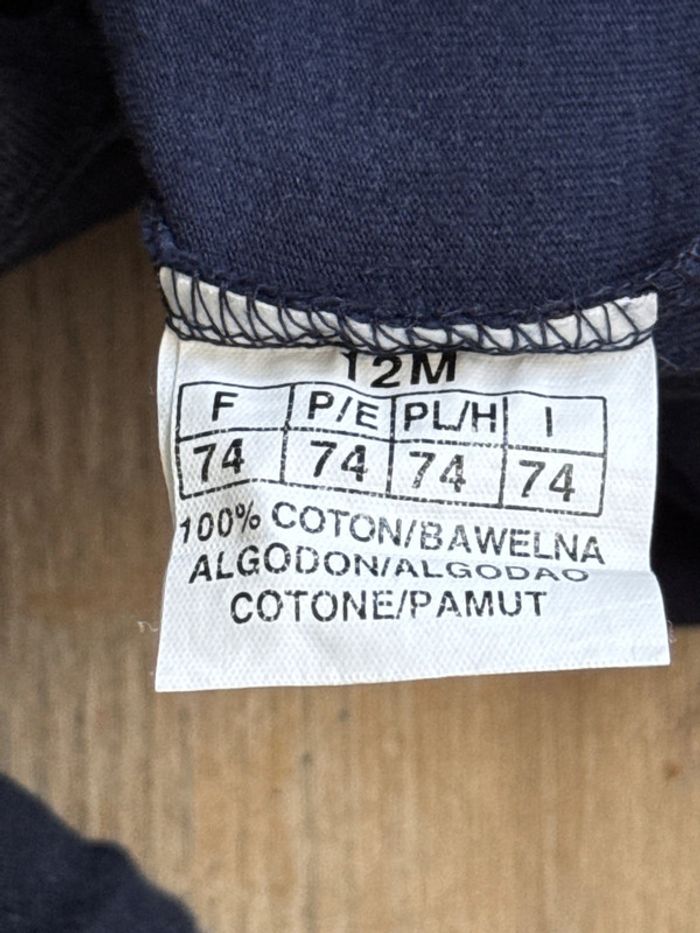 12M
F P/E PL/H I
74 74 74 74
100% COTON/BAWELNA
ALGODON/ALGODAO
COTONE/PAMUT